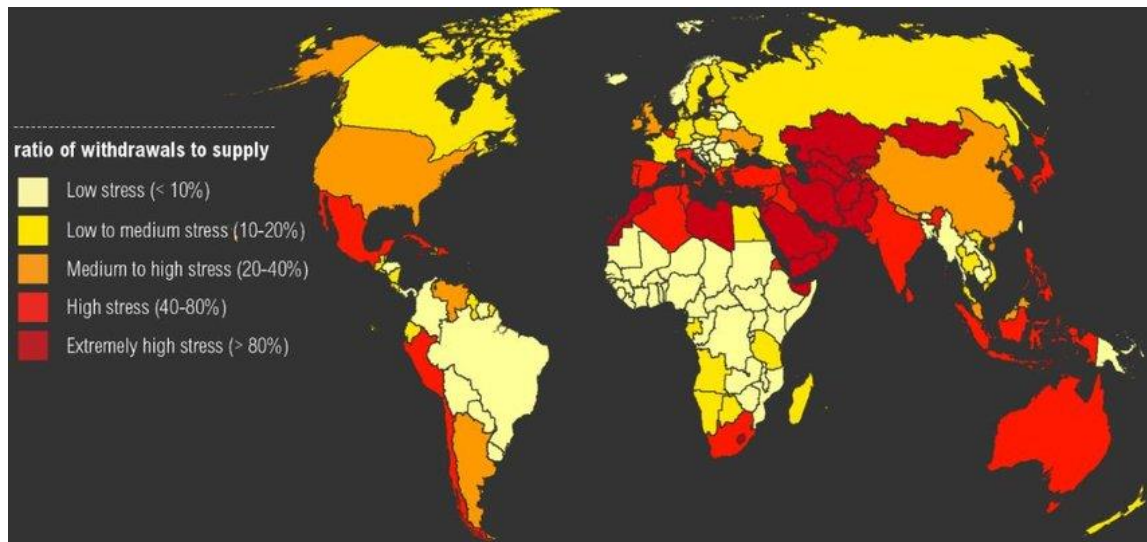 ratio of withdrawals to supply
Low stress (< 10%)
Low to medium stress (10-20%)
Medium to high stress (20-40%)
High stress (40-80%)
Extremely high stress (> 80%)